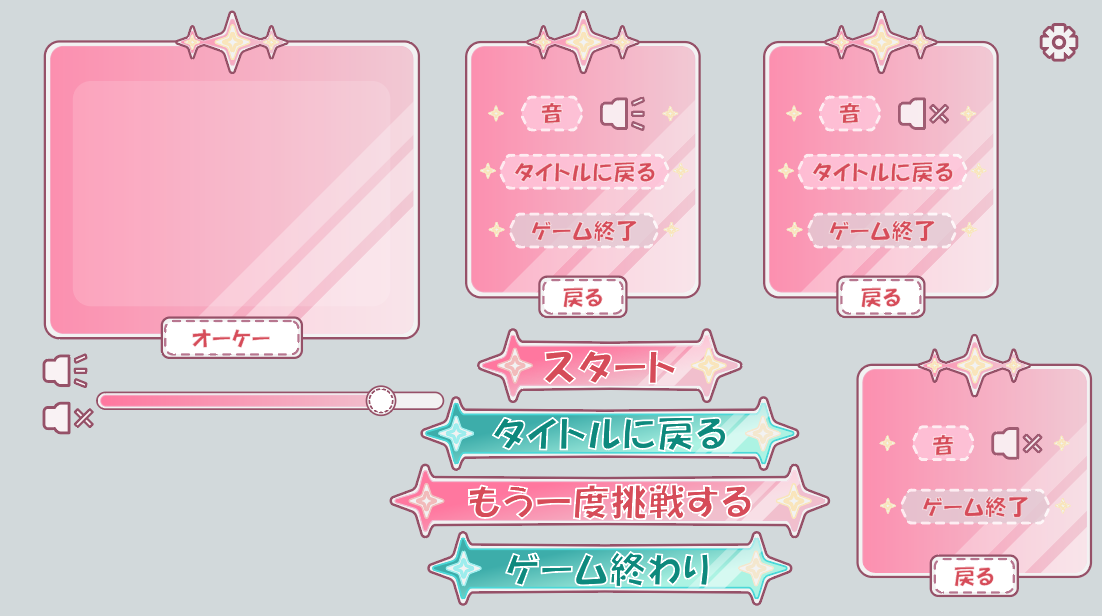 オーケー
音
タイトルに戻る
ゲーム終了
戻る
音
タイトルに戻る
ゲーム終了
戻る
スタート
タイトルに戻る
もう一度挑戦する
ゲーム終わり
音
ゲーム終了
戻る